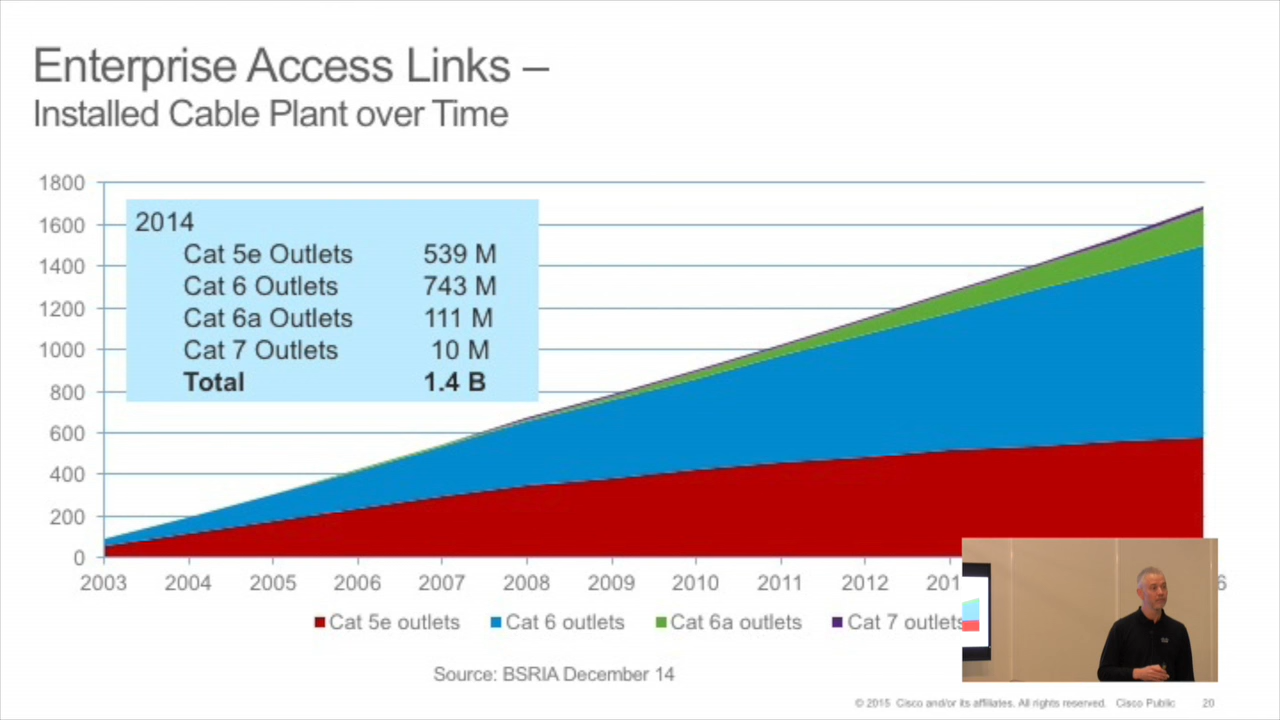 Enterprise Access Links –
Installed Cable Plant over Time
1800
1600
1400
1200
1000
800
600
400
200
0
2014
Cat 5e Outlets 539 M
Cat 6 Outlets 743 M
Cat 6a Outlets 111 M
Cat 7 Outlets 10 M
Total 1.4 B
2003 2004 2005 2006 2007 2008 2009 2010 2011 2012 201 6
Cat 5e outlets Cat 6 outlets Cat 6a outlets Cat 7 outlets
Source: BSRIA December 14
© 2015 Cisco and/or its affiliates. All rights reserved. Cisco Public 20